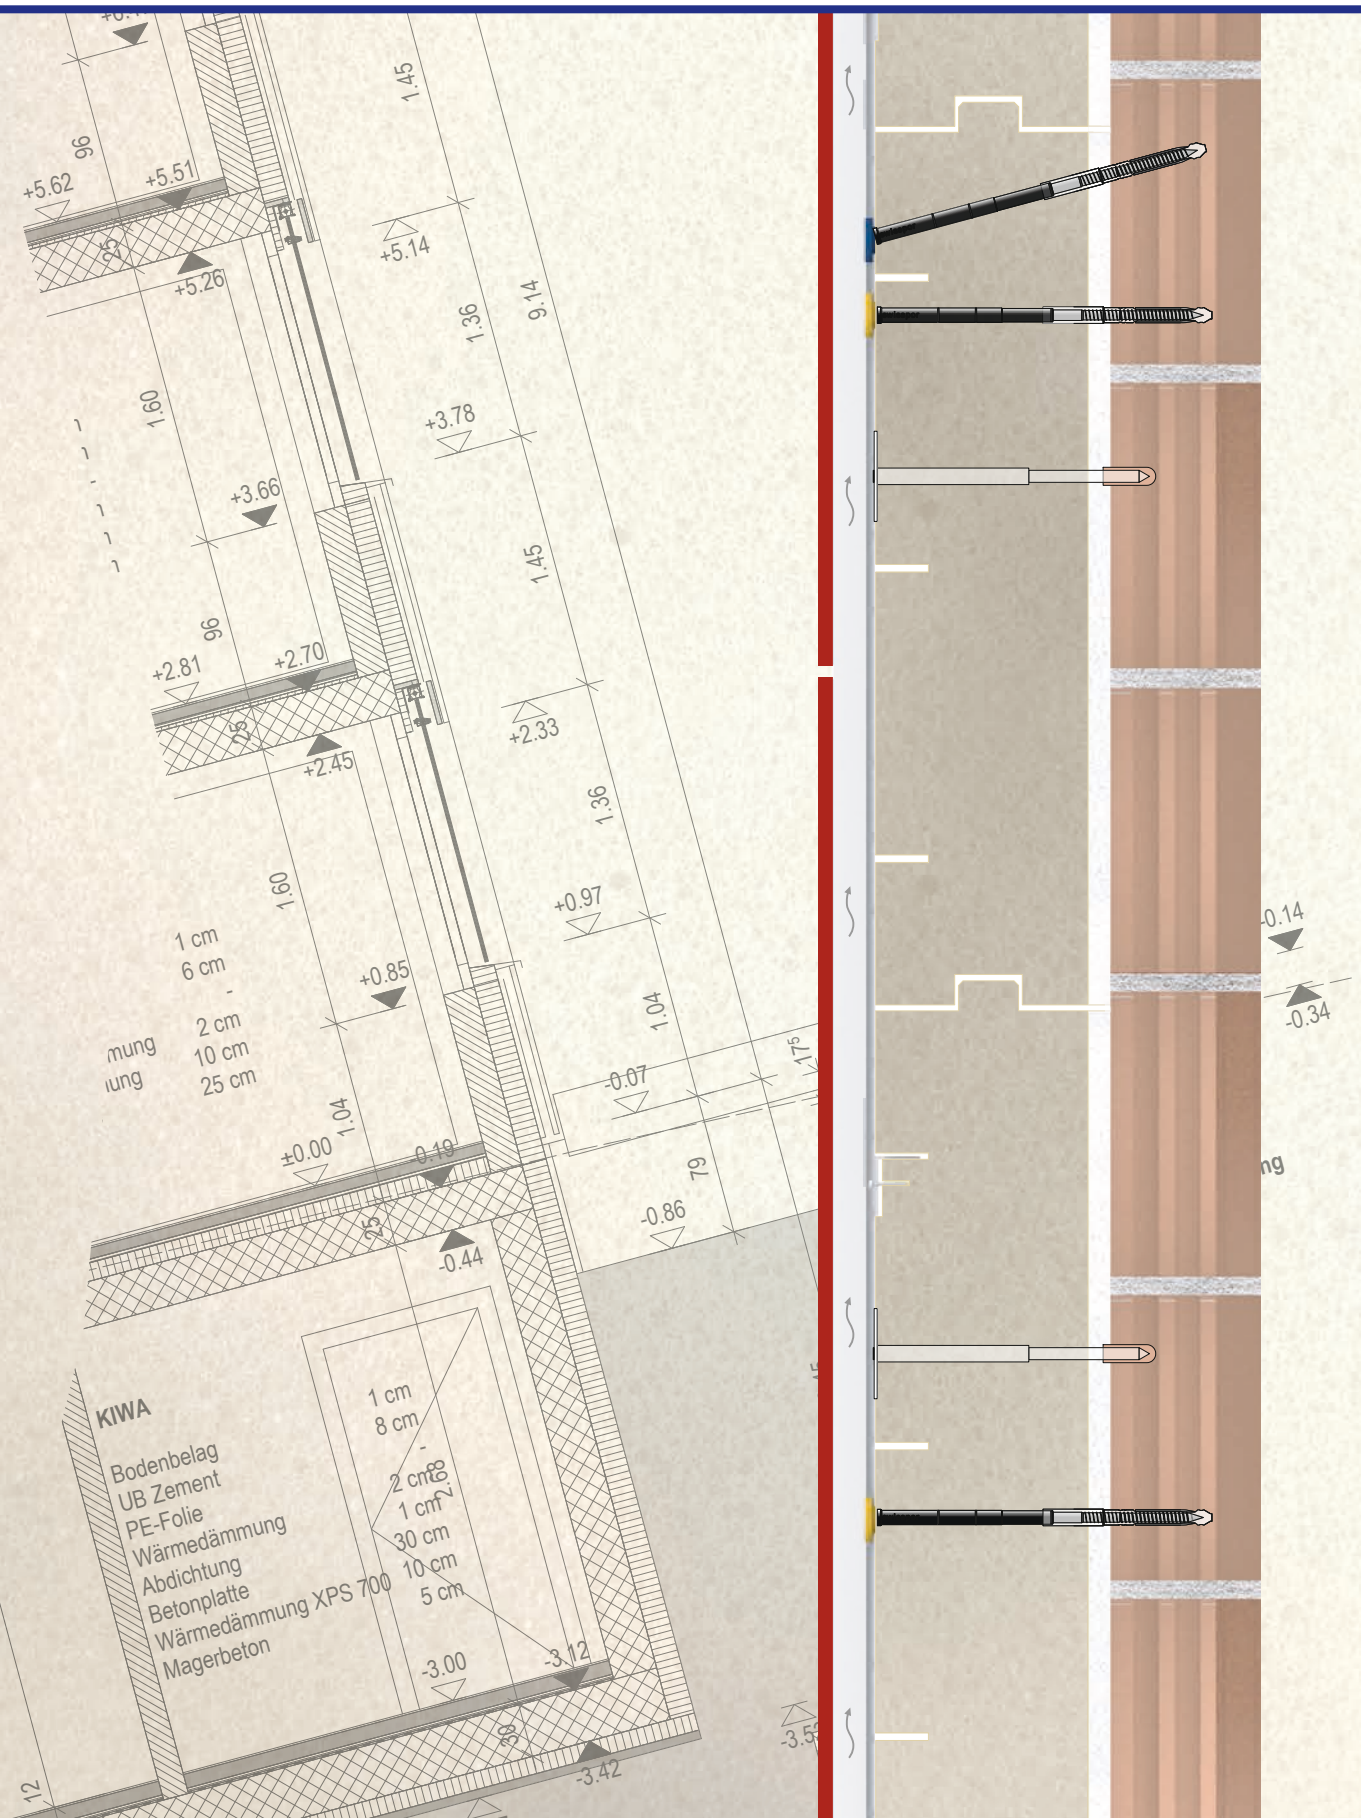 1.45
96
+5.62
+5.51
25
+5.26
+5.14
1.36
9.14
1.60
+3.78
+3.66
1.45
96
+2.81
+2.70
25
+2.45
+2.33
1.36
1.60
+0.97
1 cm
6 cm
-
2 cm
10 cm
25 cm
+0.85
1.04
-0.07
17⁵
1.04
±0.00
-0.19
25
-0.44
79
-0.86
-0.14
-0.34
ng
KIWA
Bodenbelag 1 cm
UB Zement 8 cm
PE-Folie -
Wärmedämmung 2 cm
Abdichtung 1 cm
Betonplatte 30 cm
Wärmedämmung XPS 700 10 cm
Magerbeton 5 cm
2.68
-3.00
-3.12
30
-3.42
12